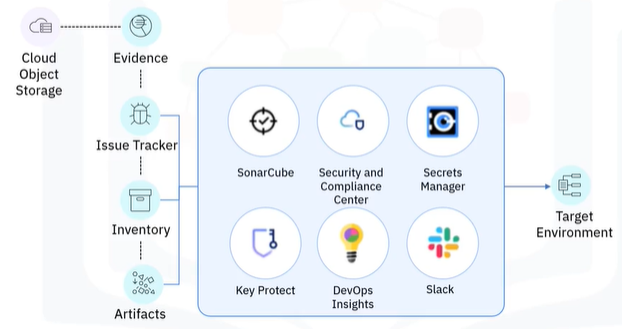 Cloud
Object
Storage
Evidence
Issue Tracker
Inventory
Artifacts
SonarCube
Security and
Compliance
Center
Secrets
Manager
Key Protect
DevOps
Insights
Slack
Target
Environment